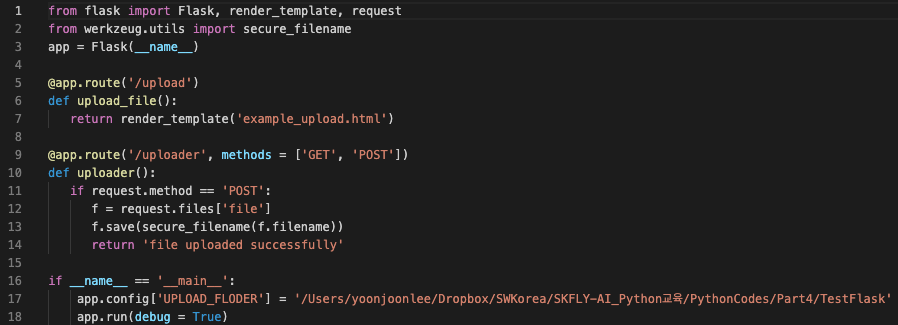 1 from flask import Flask, render_template, request
2 from werkzeug.utils import secure_filename
3 app = Flask(__name__)
4
5 @app.route('/upload')
6 def upload_file():
7    return render_template('example_upload.html')
8
9 @app.route('/uploader', methods = ['GET', 'POST'])
10 def uploader():
11    if request.method == 'POST':
12       f = request.files['file']
13       f.save(secure_filename(f.filename))
14       return 'file uploaded successfully'
15
16 if __name__ == '__main__':
17     app.config['UPLOAD_FLODER'] = '/Users/yoonjoonlee/Dropbox/SWKorea/SKFLY-AI_Python교육/PythonCodes/Part4/TestFlask'
18     app.run(debug = True)